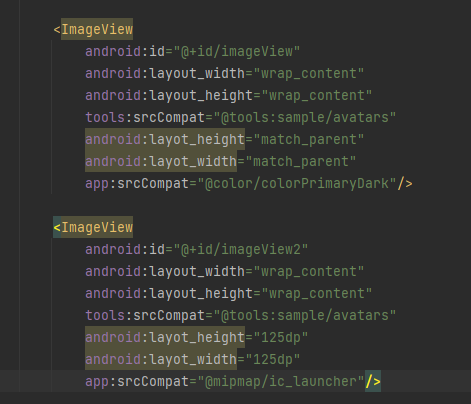 <ImageView
android:id="@+id/imageView"
android:layout_width="wrap_content"
android:layout_height="wrap_content"
tools:srcCompat="@tools:sample/avatars"
android:layot_height="match_parent"
android:layot_width="match_parent"
app:srcCompat="@color/colorPrimaryDark"/>
<ImageView
android:id="@+id/imageView2"
android:layout_width="wrap_content"
android:layout_height="wrap_content"
tools:srcCompat="@tools:sample/avatars"
android:layot_height="125dp"
android:layot_width="125dp"
app:srcCompat="@mipmap/ic_launcher"/>